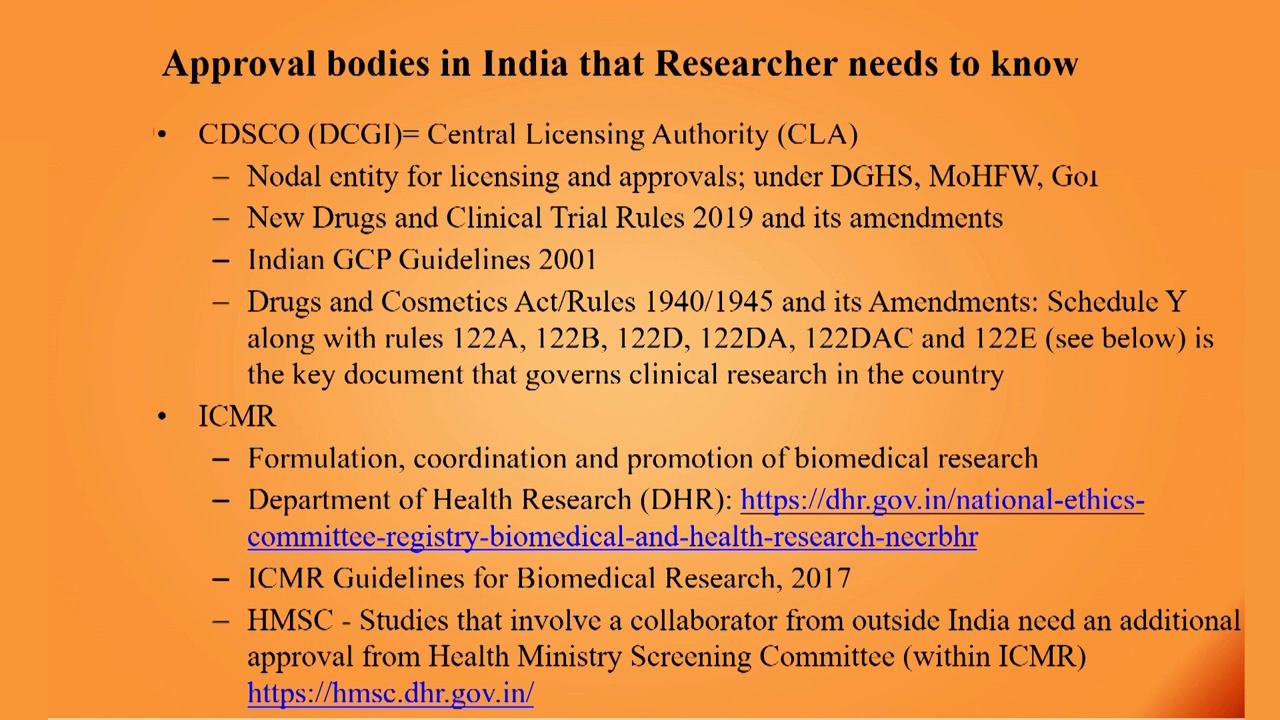 Approval bodies in India that Researcher needs to know
• CDSCO (DCGI)= Central Licensing Authority (CLA)
– Nodal entity for licensing and approvals; under DGHS, MoHFW, GoI
– New Drugs and Clinical Trial Rules 2019 and its amendments
– Indian GCP Guidelines 2001
– Drugs and Cosmetics Act/Rules 1940/1945 and its Amendments: Schedule Y
along with rules 122A, 122B, 122D, 122DA, 122DAC and 122E (see below) is
the key document that governs clinical research in the country
• ICMR
– Formulation, coordination and promotion of biomedical research
– Department of Health Research (DHR): https://dhr.gov.in/national-ethics-
committee-registry-biomedical-and-health-research-necrbhr
– ICMR Guidelines for Biomedical Research, 2017
– HMSC - Studies that involve a collaborator from outside India need an additional
approval from Health Ministry Screening Committee (within ICMR)
https://hmsc.dhr.gov.in/